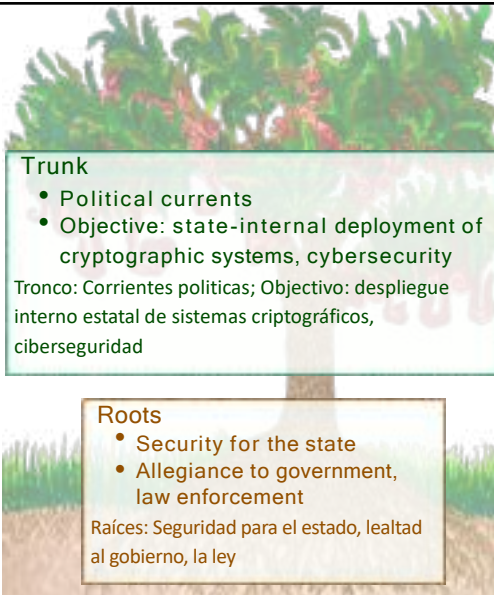 Trunk
• Political currents
• Objective: state-internal deployment of
cryptographic systems, cybersecurity
Tronco: Corrientes politicas; Objectivo: despliegue
interno estatal de sistemas criptográficos,
ciberseguridad
Roots
• Security for the state
• Allegiance to government,
law enforcement
Raíces: Seguridad para el estado, lealtad
al gobierno, la ley